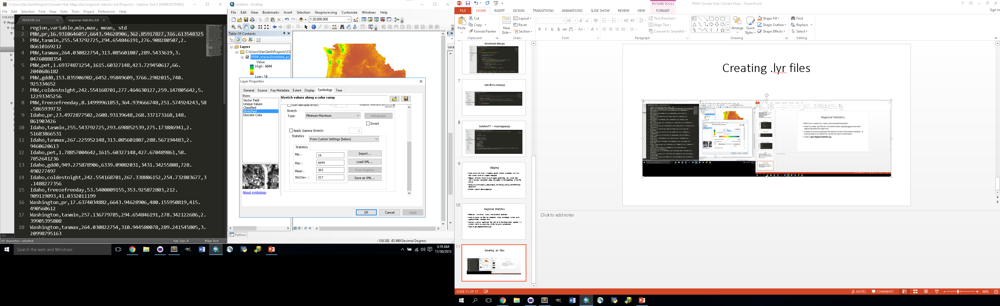 C:\Users\VanSant\Projects\Climate-Hub-Maps\Doc\regional-statistics.txt (Projects) - Sublime Text 2 (UNREGISTERED)
File Edit Selection Find View Goto Tools Project Preferences Help
FOLDER
Proje
Cli
README.md
regional-statistics.txt
1 region,variable,min,max, mean, std
2 PNW,pr,16.9310646057,6643.94628906,362.85917827,316.613548325
3 PNW,tasmin,255.543792725,294.654846191,276.908280507,2.
86610169212
4 PNW,tasmax,264.030822754,313.085601807,289.5433619,3.
04760888354
5 PNW,pet,1.69374871254,1615.60327148,423.729450617,66.
2040686182
6 PNW,gdd0,153.835906982,6452.95849609,3766.2982015,740.
925334652
7 PNW,coldestnight,242.554168701,277.464630127,259.147805642,5.
12293345256
8 PNW,freezefreeday,8.14999961853,364.939666748,251.574924243,58
.5865939732
9 Idaho,pr,23.4972877502,2608.93139648,268.337173168,148.
861903426
10 Idaho,tasmin,255.543792725,293.698852539,275.173886941,2.
51683866531
11 Idaho,tasmax,267.225952148,313.085601807,288.567194483,2.
9460620613
12 Idaho,pet,1.78857004642,1615.60327148,427.670489861,58.
7852641236
13 Idaho,gdd0,949.275878906,6339.09082031,3431.34255808,728.
490277497
14 Idaho,coldestnight,242.554168701,267.338806152,254.732803677,3
.1488277356
15 Idaho,freezefreeday,53.5400009155,353.925872803,212.
989119893,41.0332011199
16 Washington,pr,17.6374034882,6643.94628906,480.155950819,415.
490560612
17 Washington,tasmin,257.136779785,294.654846191,278.342122686,2.
39905395808
18 Washington,tasmax,264.030822754,310.944580078,289.241545805,3.
20998795163
61 characters selected
Tab Size: 4
Plain Text
Untitled - ArcMap
File Edit View Bookmarks Insert Selection Geoprocessing Customize Windows Help
1:20,000,000
Table Of Contents
Layers
C:\Users\VanSant\Projects\Cli
PNW_macav2metdata_pr_
Value
High : 6644
Low : 16
Loca
Layer Properties
General Source Key Metadata Extent Display Symbology Time
Show:
Vector Field
Unique Values
Classified
Stretched
Discrete Color
About symbology
Stretch values along a color ramp
Use hillshade effect
Display NoData as
Stretch
Type: Minimum-Maximum
Histograms
Invert
Apply Gamma Stretch: 1
Statistics
From Custom Settings (below)
Statistics
Min : 16
Max : 6644
Mean : 363
Std Dev. : 317
Import...
Load XML...
From Graphics
Save as XML...
OK Cancel Apply
Python
-128.302 43.949 Decimal Degrees
Search the web and Windows
3:19 AM
11/30/2015
PICTURE TOOLS
PNW Climate Hub Climate Maps - PowerPoint
Sign in
FILE HOME INSERT DESIGN TRANSITIONS ANIMATIONS SLIDE SHOW REVIEW VIEW FORMAT
Paste
Cut
Copy
Format Painter
Clipboard
New
Slide
Layout
Reset
Section
Slides
28
Font
Text Direction
Align Text
Convert to SmartArt
Paragraph
Arrange
Quick
Styles
Shape Fill
Shape Outline
Shape Effects
Drawing
Find
Replace
Select
Editing
download-data.py
7
netcdf-to-raster.py
8
Solution?? – mywrapper.py
9
Clipping
10
Regional Statistics
• Minimum, maximum, mean, and standard deviation
• Code in get-clipped.statistics.py
11
Creating .lyr files
Creating .lyr files
Regional Statistics
• Minimum, maximum, mean, and standard deviation
• Used to create .lyr files for consistent raster symbology across each
region/variable through time
• Creates a comma separated file with all of the information needed – a
manual task is to create the .lyr file for each combination
• Code in get-clipped.statistics.py
Click to add notes
SLIDE 11 OF 11
NOTES
COMMENTS
80%